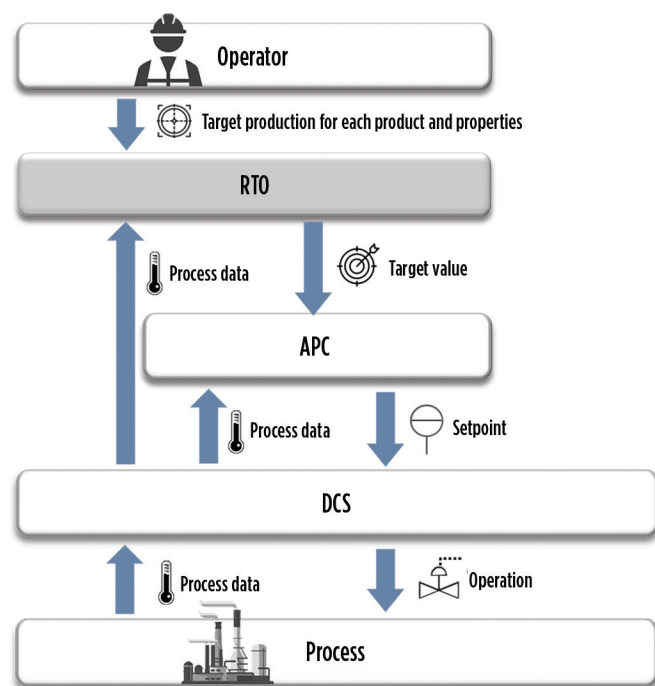 Operator
Target production for each product and properties
RTO
Process data
Target value
APC
Process data
Setpoint
DCS
Process data
Operation
Process